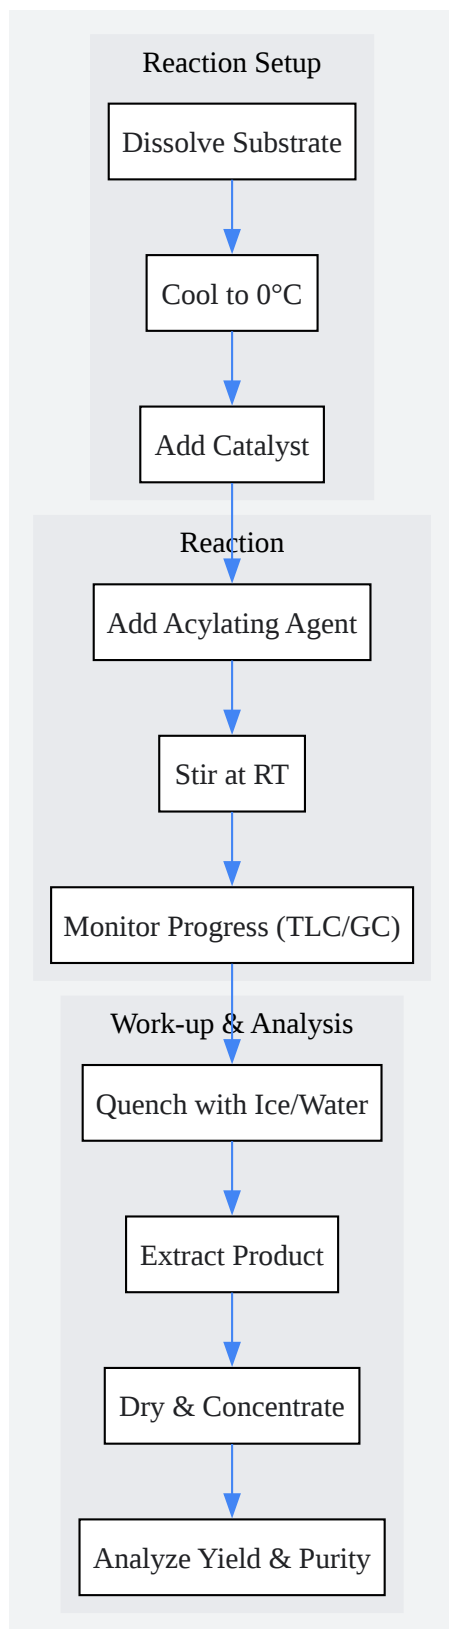 Reaction Setup
Dissolve Substrate
Cool to 0°C
Add Catalyst
Reaction
Add Acylating Agent
Stir at RT
Monitor Progress (TLC/GC)
Work-up & Analysis
Quench with Ice/Water
Extract Product
Dry & Concentrate
Analyze Yield & Purity